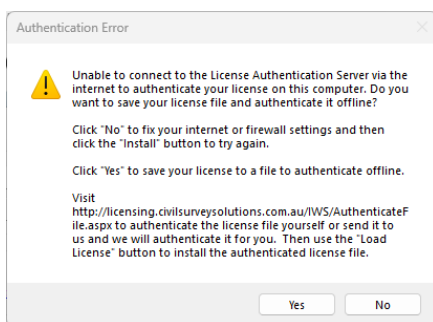 Authentication Error
Unable to connect to the License Authentication Server via the
internet to authenticate your license on this computer. Do you
want to save your license file and authenticate it offline?
Click "No" to fix your internet or firewall settings and then
click the "Install" button to try again.
Click "Yes" to save your license to a file to authenticate offline.
Visit
http://licensing.civilsurveysolutions.com.au/IWS/AuthenticateF
ile.aspx to authenticate the license file yourself or send it to
us and we will authenticate it for you.  Then use the "Load
License" button to install the authenticated license file.
Yes
No